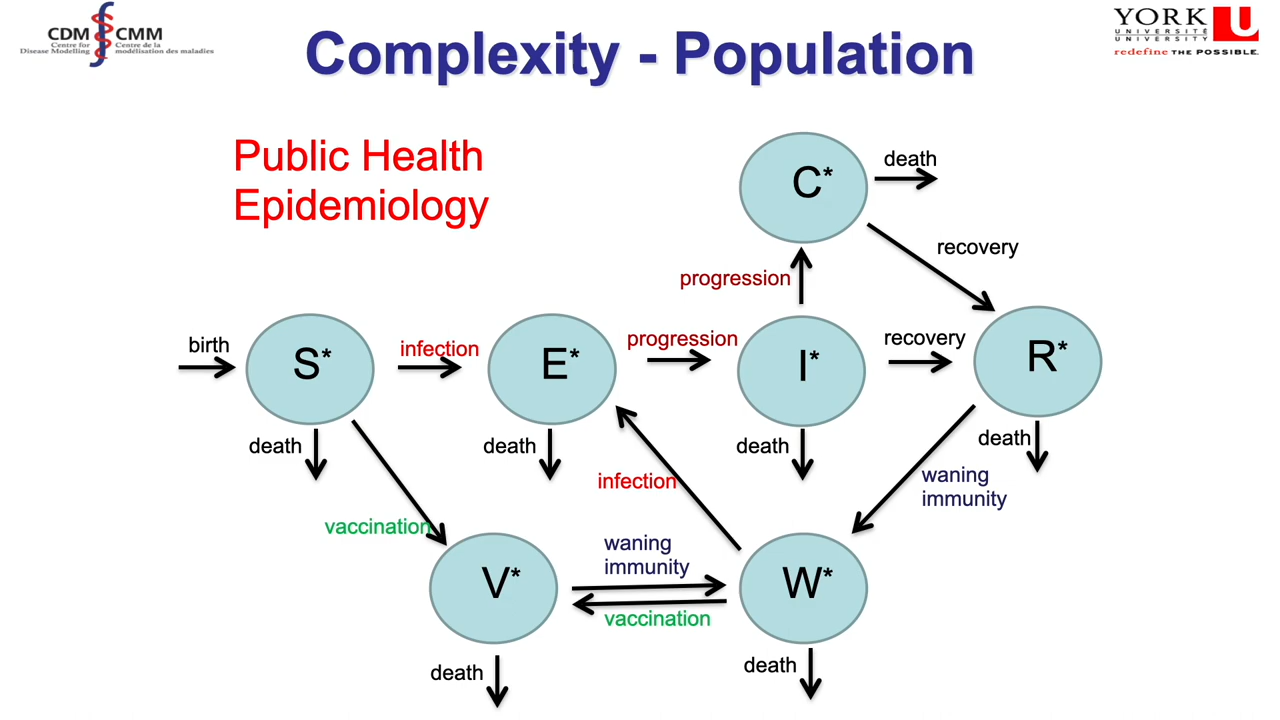 CDM CMM
Centre for Centre de la
Disease Modelling modélisation des maladies
Complexity - Population
YORK U
UNIVERSITÉ
UNIVERSITY
redefine THE POSSIBLE.
Public Health
Epidemiology
C*
death
recovery
progression
birth
S*
infection
E*
progression
I*
recovery
R*
death
death
death
death
waning
immunity
infection
vaccination
V*
waning
immunity
vaccination
W*
death
death